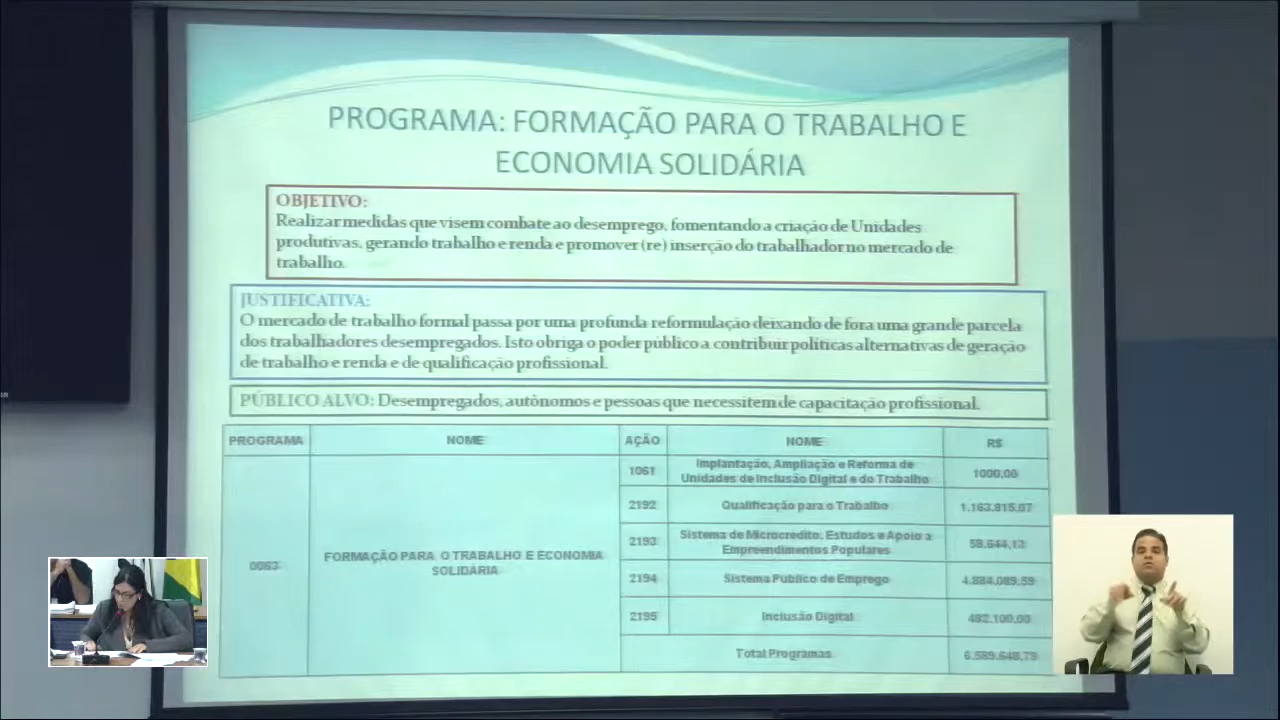 PROGRAMA: FORMAÇÃO PARA O TRABALHO E
ECONOMIA SOLIDÁRIA
OBJETIVO:
Realizar medidas que visem combate ao desemprego, fomentando a criação de Unidades
produtivas, gerando trabalho e renda e promover (re) inserção do trabalhador no mercado de
trabalho.
JUSTIFICATIVA:
O mercado de trabalho formal passa por uma profunda reformulação deixando de fora uma grande parcela
dos trabalhadores desempregados. Isto obriga o poder público a contribuir políticas alternativas de geração
de trabalho e renda e de qualificação profissional.
PÚBLICO ALVO: Desempregados, autônomos e pessoas que necessitem de capacitação profissional.
PROGRAMA NOME AÇÃO NOME R$
1061 Implantação, Ampliação e Reforma de
Unidades de Inclusão Digital e do Trabalho 1000,00
2192 Qualificação para o Trabalho 1.163.815,07
2193 Sistema de Microcredito, Estudos e Apoio a
Empreendimentos Populares 58.644,13
0063 FORMAÇÃO PARA O TRABALHO E ECONOMIA
SOLIDÁRIA
2194 Sistema Público de Emprego 4.884.089,59
2195 Inclusão Digital 482.100,00
Total Programas 6.589.648,79